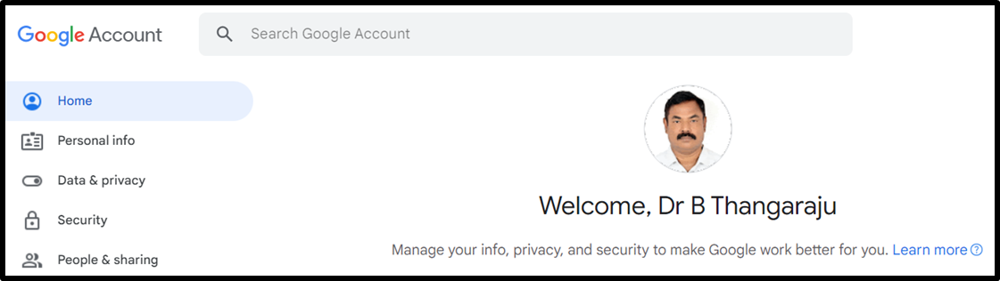 Google Account
Search Google Account
Home
Personal info
Data & privacy
Security
People & sharing
Welcome, Dr B Thangaraju
Manage your info, privacy, and security to make Google work better for you. Learn more ?